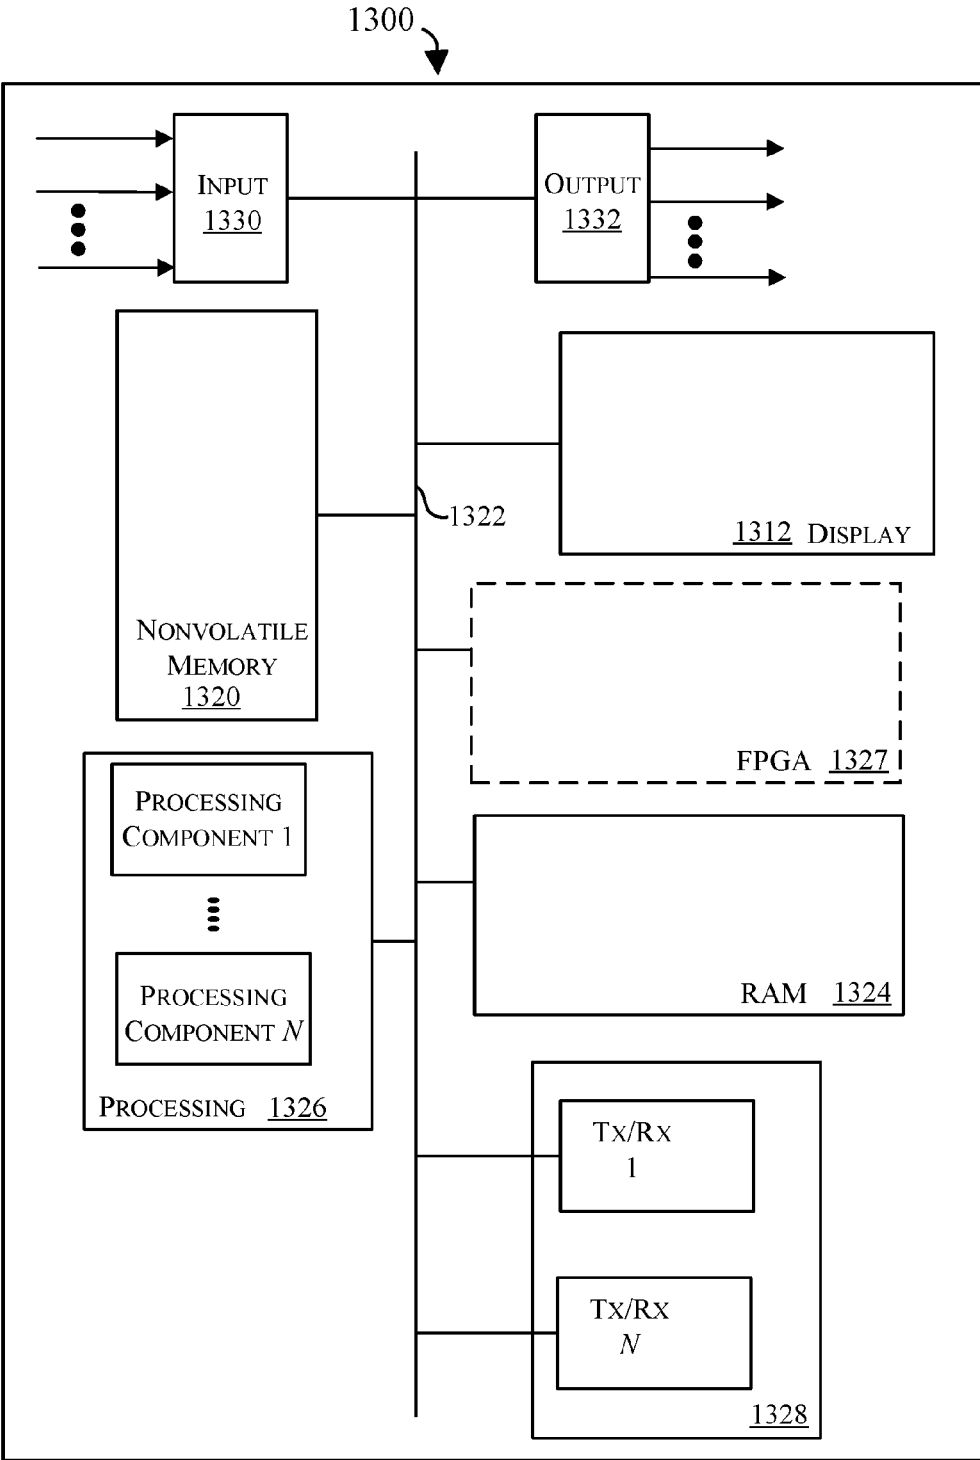 1300
INPUT
1330
OUTPUT
1332
1322
1312 DISPLAY
NONVOLATILE
MEMORY
1320
FPGA 1327
PROCESSING
COMPONENT 1
PROCESSING
COMPONENT N
PROCESSING 1326
RAM 1324
TX/RX
1
TX/RX
N
1328